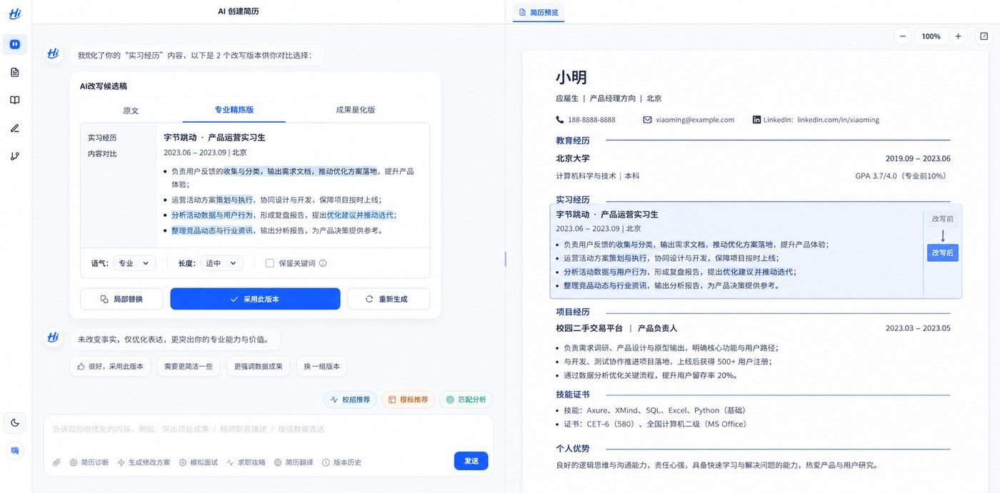 Hi
AI 创建简历
Hi
我优化了你的“实习经历”内容，以下是 2 个改写版本供你对比选择：
AI改写候选稿
原文
专业精炼版
成果量化版
实习经历
内容对比
字节跳动 · 产品运营实习生
2023.06 – 2023.09 | 北京
• 负责用户反馈的收集与分类，输出需求文档，推动优化方案落地，提升产品
体验；
• 运营活动方案策划与执行，协同设计与开发，保障项目按时上线；
• 分析活动数据与用户行为，形成复盘报告，提出优化建议并推动迭代；
• 整理竞品动态与行业资讯，输出分析报告，为产品决策提供参考。
语气： 专业
长度： 适中
保留关键词
局部替换
采用此版本
重新生成
Hi
未改变事实，仅优化表达，更突出你的专业能力与价值。
很好，采用此版本
需要更简洁一些
更强调数据成果
换一组版本
校招推荐
模板推荐
匹配分析
告诉我你想优化的内容，例如：突出项目成果 / 精简职责描述 / 增强数据表达
简历诊断
生成修改方案
模拟面试
求职攻略
简历翻译
版本历史
发送
嗨
简历预览
100%
小明
应届生 | 产品经理方向 | 北京
188-8888-8888
xiaoming@example.com
LinkedIn: linkedin.com/in/xiaoming
教育经历
北京大学
2019.09 – 2023.06
计算机科学与技术 | 本科
GPA 3.7/4.0（专业前10%）
实习经历
字节跳动 · 产品运营实习生
2023.06 – 2023.09 | 北京
• 负责用户反馈的收集与分类，输出需求文档，推动优化方案落地，提升产品体验；
• 运营活动方案策划与执行，协同设计与开发，保障项目按时上线；
• 分析活动数据与用户行为，形成复盘报告，提出优化建议并推动迭代；
• 整理竞品动态与行业资讯，输出分析报告，为产品决策提供参考。
改写前
改写后
项目经历
校园二手交易平台 | 产品负责人
2023.03 – 2023.05
• 负责需求调研、产品设计与原型输出，明确核心功能与用户路径；
• 与开发、测试协作推进项目落地，上线后获得 500+ 用户注册；
• 通过数据分析优化关键流程，提升用户留存率 20%。
技能证书
• 技能：Axure、XMind、SQL、Excel、Python（基础）
• 证书：CET-6（580）、全国计算机二级（MS Office）
个人优势
良好的逻辑思维与沟通能力，责任心强，具备快速学习与解决问题的能力，热爱产品与用户研究。